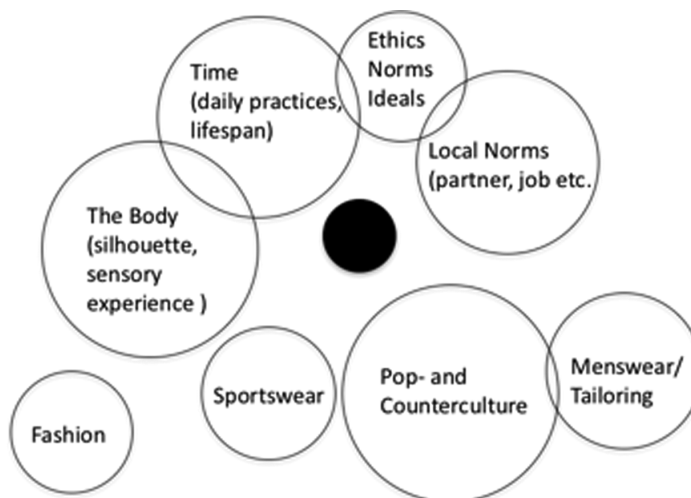 Ethics
Norms
Ideals
Time
(daily practices,
lifespan)
Local Norms
(partner, job etc.
The Body
(silhouette,
sensory
experience )
Sportswear
Pop- and
Counterculture
Menswear/
Tailoring
Fashion